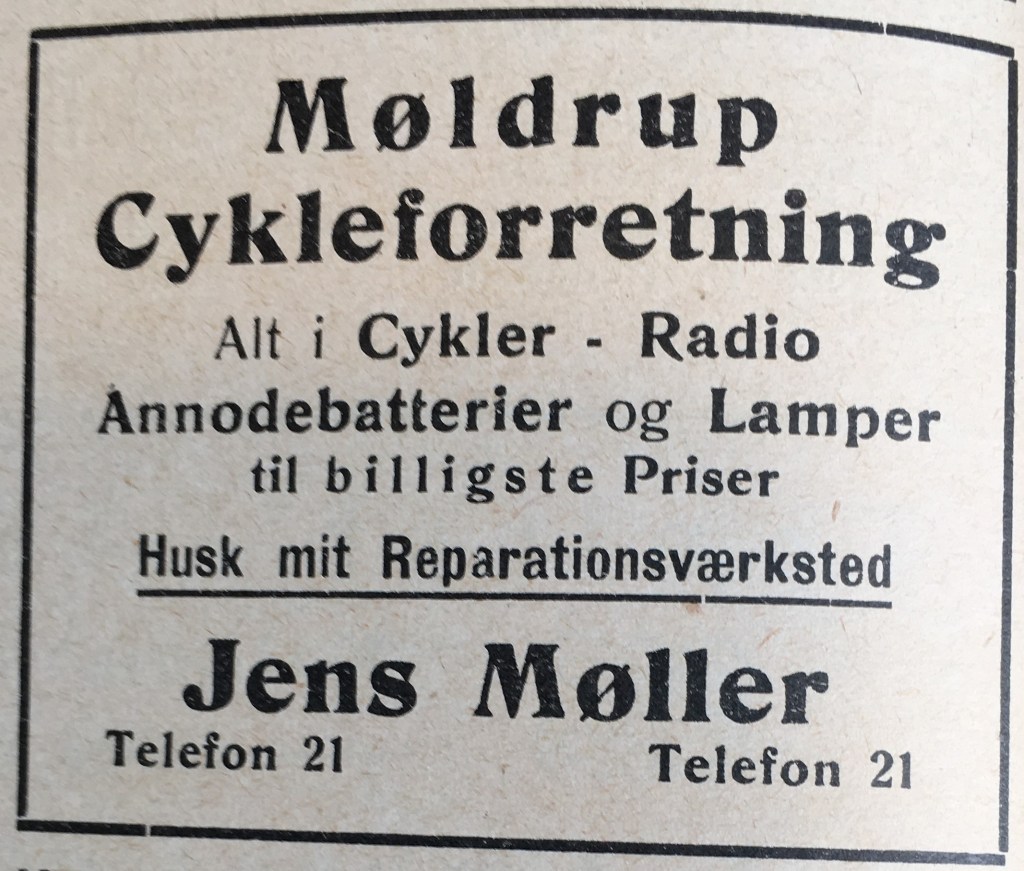 Møldrup
Cykleforretning
Alt i Cykler - Radio
Annodebatterier og Lamper
til billigste Priser
Husk mit Reparationsværksted
Jens Møller
Telefon 21 Telefon 21